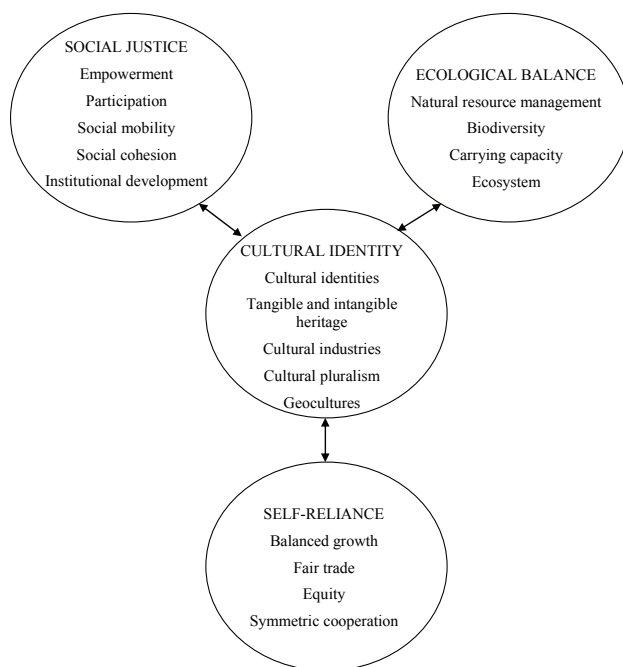 SOCIAL JUSTICE
Empowerment
Participation
Social mobility
Social cohesion
Institutional development
ECOLOGICAL BALANCE
Natural resource management
Biodiversity
Carrying capacity
Ecosystem
CULTURAL IDENTITY
Cultural identities
Tangible and intangible
heritage
Cultural industries
Cultural pluralism
Geocultures
SELF-RELIANCE
Balanced growth
Fair trade
Equity
Symmetric cooperation